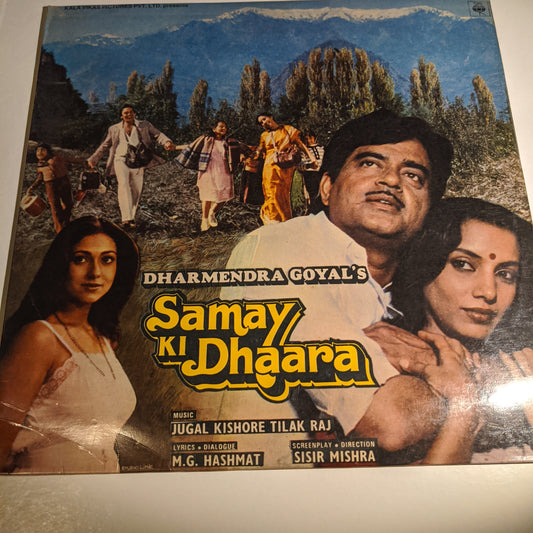 KALA VIKAS PICTURES PVT. LTD. presents
DHARMENDRA GOYAL'S
Samay
KI Dhaara
MUSIC
JUGAL KISHORE TILAK RAJ
LYRICS • DIALOGUE
M.G. HASHMAT
SCREENPLAY • DIRECTION
SISIR MISHRA